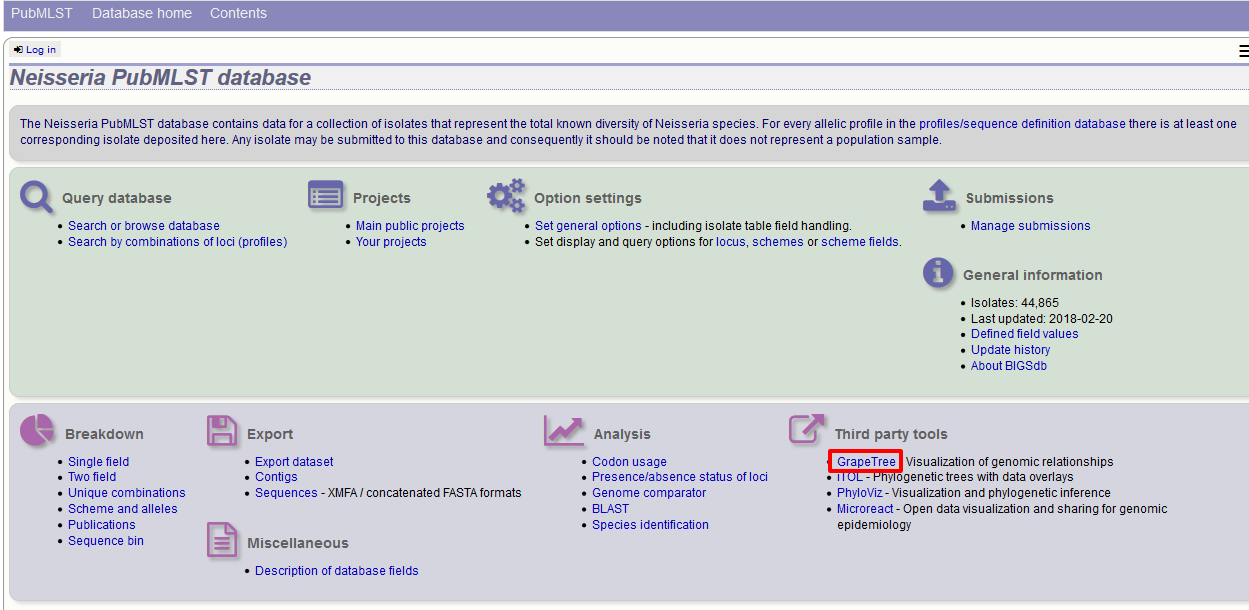 PubMLST Database home Contents
Log in
Neisseria PubMLST database
The Neisseria PubMLST database contains data for a collection of isolates that represent the total known diversity of Neisseria species. For every allelic profile in the profiles/sequence definition database there is at least one
corresponding isolate deposited here. Any isolate may be submitted to this database and consequently it should be noted that it does not represent a population sample.
Query database
• Search or browse database
• Search by combinations of loci (profiles)
Projects
• Main public projects
• Your projects
Option settings
• Set general options - including isolate table field handling.
• Set display and query options for locus, schemes or scheme fields.
Submissions
• Manage submissions
General information
• Isolates: 44,865
• Last updated: 2018-02-20
• Defined field values
• Update history
• About BIGSdb
Breakdown
• Single field
• Two field
• Unique combinations
• Scheme and alleles
• Publications
• Sequence bin
Export
• Export dataset
• Contigs
• Sequences - XMFA / concatenated FASTA formats
Miscellaneous
• Description of database fields
Analysis
• Codon usage
• Presence/absence status of loci
• Genome comparator
• BLAST
• Species identification
Third party tools
• GrapeTree Visualization of genomic relationships
• ITOL - Phylogenetic trees with data overlays
• PhyloViz - Visualization and phylogenetic inference
• Microreact - Open data visualization and sharing for genomic
epidemiology